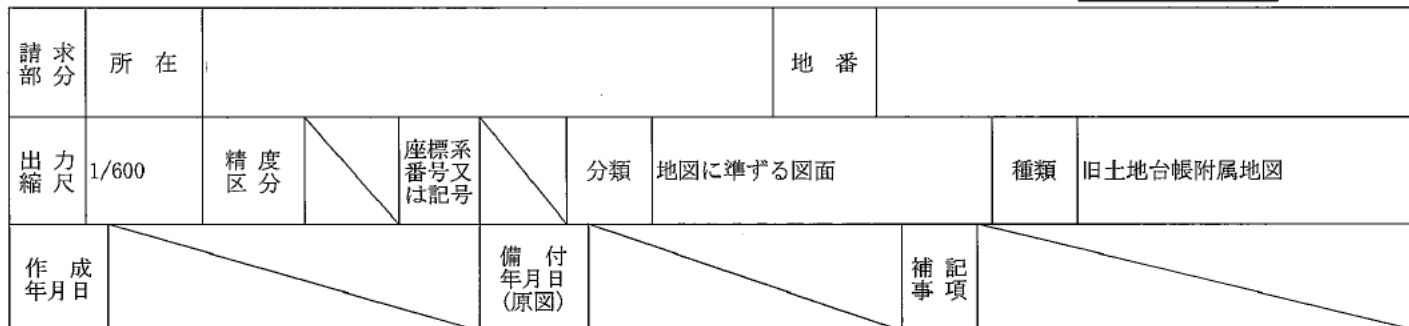 請求部分 所在 地番
出力縮尺 1/600 精度区分 座標系番号又は記号 分類 地図に準ずる図面 種類 旧土地台帳附属地図
作成年月日 備付年月日(原図) 補記事項